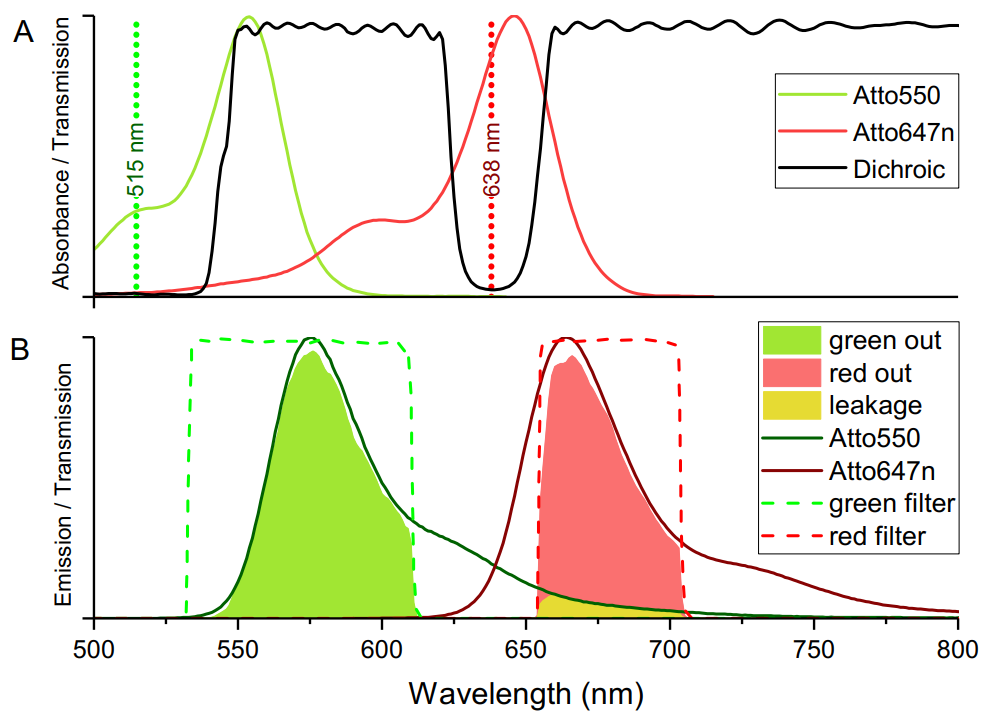 A
Absorbance / Transmission
515 nm
638 nm
Atto550
Atto647n
Dichroic
B
Emission / Transmission
green out
red out
leakage
Atto550
Atto647n
green filter
red filter
500 550 600 650 700 750 800
Wavelength (nm)